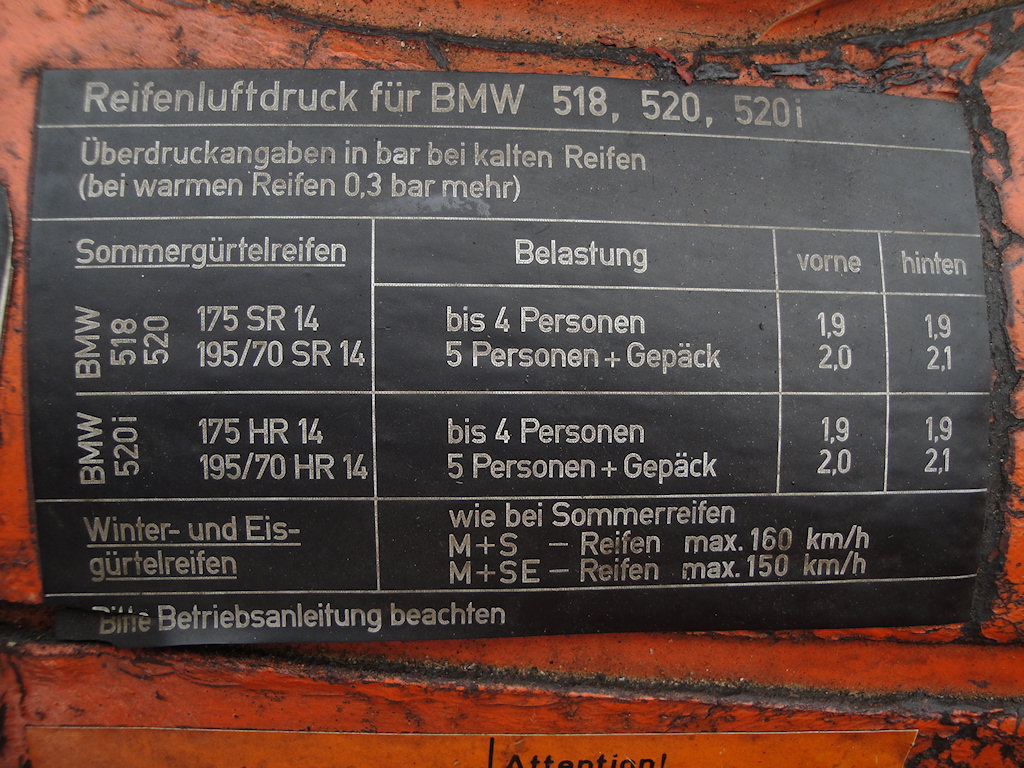 Reifenluftdruck für BMW 518, 520, 520i
Überdruckangaben in bar bei kalten Reifen
(bei warmen Reifen 0,3 bar mehr)
Sommergürtelreifen Belastung vorne hinten
BMW 518 520
175 SR 14 bis 4 Personen 1,9 1,9
195/70 SR 14 5 Personen + Gepäck 2,0 2,1
BMW 520i
175 HR 14 bis 4 Personen 1,9 1,9
195/70 HR 14 5 Personen + Gepäck 2,0 2,1
Winter- und Eis-
gürtelreifen
wie bei Sommerreifen
M+S – Reifen max. 160 km/h
M+SE – Reifen max. 150 km/h
Bitte Betriebsanleitung beachten
Attention!